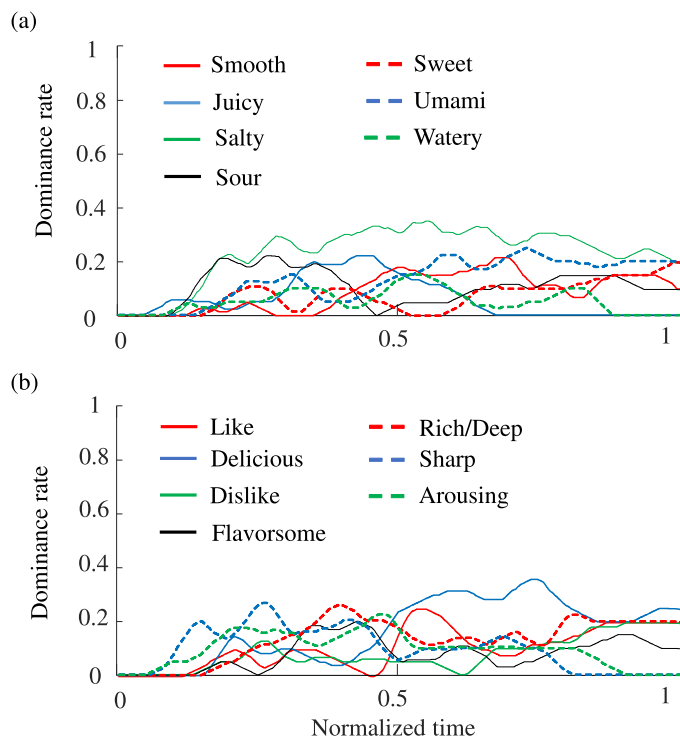 (a)
1
0.8
0.6
0.4
0.2
0
Dominance rate
Smooth Sweet
Juicy Umami
Salty Watery
Sour
0 0.5 1
(b)
1
0.8
0.6
0.4
0.2
0
Dominance rate
Like Rich/Deep
Delicious Sharp
Dislike Arousing
Flavorsome
0 0.5 1
Normalized time